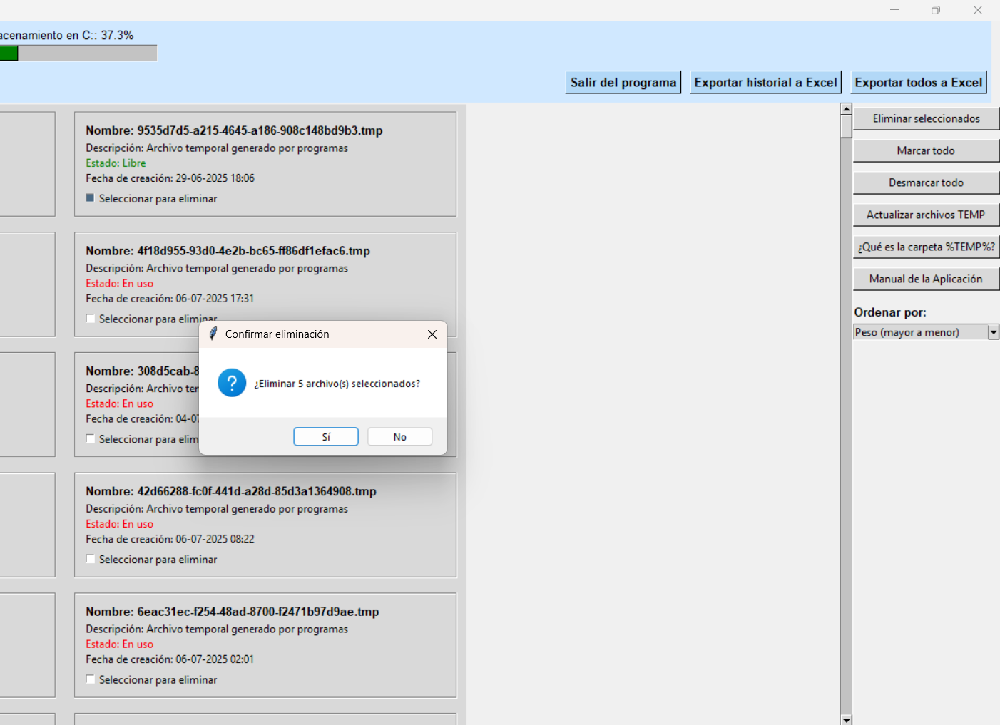 acenamiento en C:: 37.3%
Salir del programa
Exportar historial a Excel
Exportar todos a Excel
Nombre: 9535d7d5-a215-4645-a186-908c148bd9b3.tmp
Descripción: Archivo temporal generado por programas
Estado: Libre
Fecha de creación: 29-06-2025 18:06
Seleccionar para eliminar
Nombre: 4f18d955-93d0-4e2b-bc65-ff86df1efac6.tmp
Descripción: Archivo temporal generado por programas
Estado: En uso
Fecha de creación: 06-07-2025 17:31
Seleccionar para eliminar
Nombre: 308d5cab-8
Descripción: Archivo ter
Estado: En uso
Fecha de creación: 04-07
Seleccionar para elim
Confirmar eliminación
¿Eliminar 5 archivo(s) seleccionados?
Sí
No
Nombre: 42d66288-fc0f-441d-a28d-85d3a1364908.tmp
Descripción: Archivo temporal generado por programas
Estado: En uso
Fecha de creación: 06-07-2025 08:22
Seleccionar para eliminar
Nombre: 6eac31ec-f254-48ad-8700-f2471b97d9ae.tmp
Descripción: Archivo temporal generado por programas
Estado: En uso
Fecha de creación: 06-07-2025 02:01
Seleccionar para eliminar
Eliminar seleccionados
Marcar todo
Desmarcar todo
Actualizar archivos TEMP
¿Qué es la carpeta %TEMP%?
Manual de la Aplicación
Ordenar por:
Peso (mayor a menor)